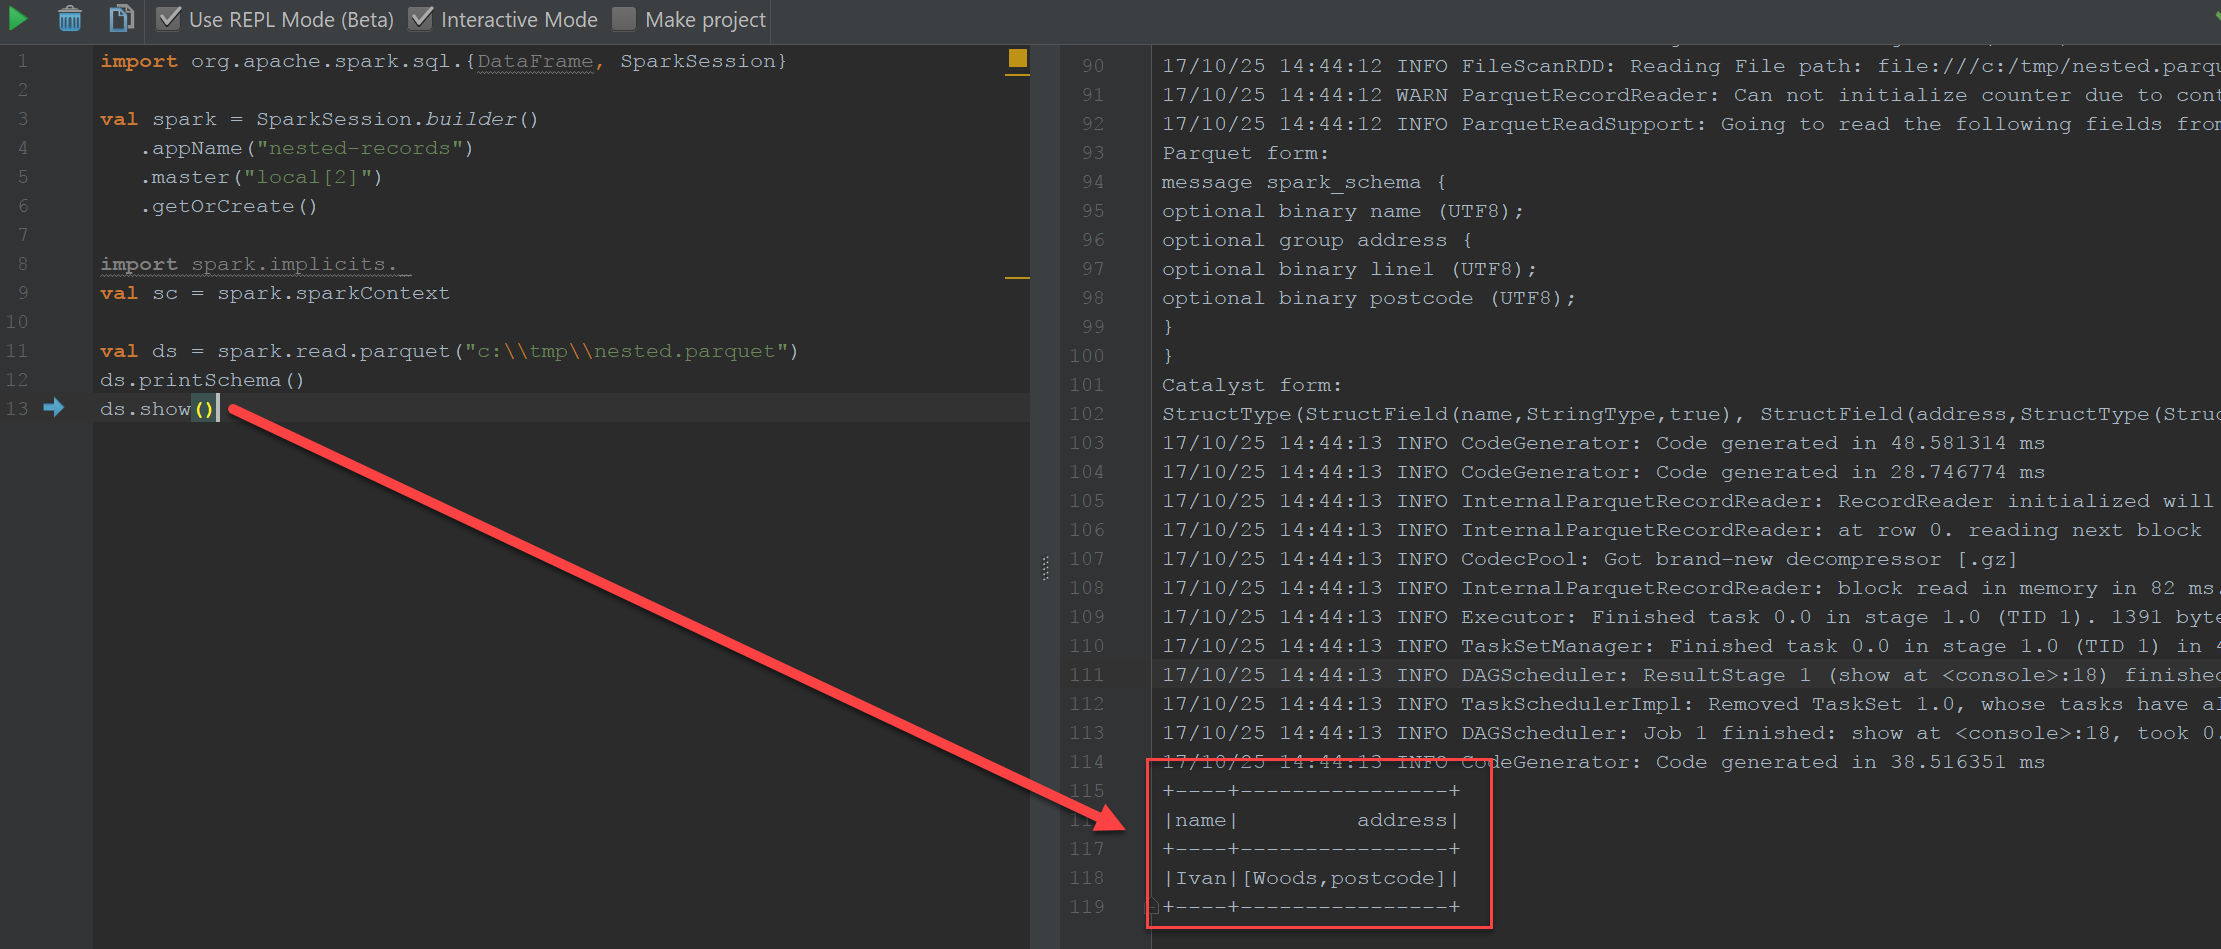 Use REPL Mode (Beta) Interactive Mode Make project
1 import org.apache.spark.sql.{DataFrame, SparkSession}
2
3 val spark = SparkSession.builder()
4 .appName("nested-records")
5 .master("local[2]")
6 .getOrCreate()
7
8 import spark.implicits._
9 val sc = spark.sparkContext
10
11 val ds = spark.read.parquet("c:\\tmp\\nested.parquet")
12 ds.printSchema()
13 ds.show()
90 17/10/25 14:44:12 INFO FileScanRDD: Reading File path: file:///c:/tmp/nested.parqu
91 17/10/25 14:44:12 WARN ParquetRecordReader: Can not initialize counter due to cont
92 17/10/25 14:44:12 INFO ParquetReadSupport: Going to read the following fields from
93 Parquet form:
94 message spark_schema {
95 optional binary name (UTF8);
96 optional group address {
97 optional binary line1 (UTF8);
98 optional binary postcode (UTF8);
99 }
100 }
101 Catalyst form:
102 StructType(StructField(name,StringType,true), StructField(address,StructType(Struc
103 17/10/25 14:44:13 INFO CodeGenerator: Code generated in 48.581314 ms
104 17/10/25 14:44:13 INFO CodeGenerator: Code generated in 28.746774 ms
105 17/10/25 14:44:13 INFO InternalParquetRecordReader: RecordReader initialized will
106 17/10/25 14:44:13 INFO InternalParquetRecordReader: at row 0. reading next block
107 17/10/25 14:44:13 INFO CodecPool: Got brand-new decompressor [.gz]
108 17/10/25 14:44:13 INFO InternalParquetRecordReader: block read in memory in 82 ms.
109 17/10/25 14:44:13 INFO Executor: Finished task 0.0 in stage 1.0 (TID 1). 1391 byte
110 17/10/25 14:44:13 INFO TaskSetManager: Finished task 0.0 in stage 1.0 (TID 1) in 4
111 17/10/25 14:44:13 INFO DAGScheduler: ResultStage 1 (show at <console>:18) finished
112 17/10/25 14:44:13 INFO TaskSchedulerImpl: Removed TaskSet 1.0, whose tasks have al
113 17/10/25 14:44:13 INFO DAGScheduler: Job 1 finished: show at <console>:18, took 0.
114 17/10/25 14:44:13 INFO CodeGenerator: Code generated in 38.516351 ms
115 +----+----------------+
|name|         address|
117 +----+----------------+
118 |Ivan|[Woods,postcode]|
119 +----+----------------+